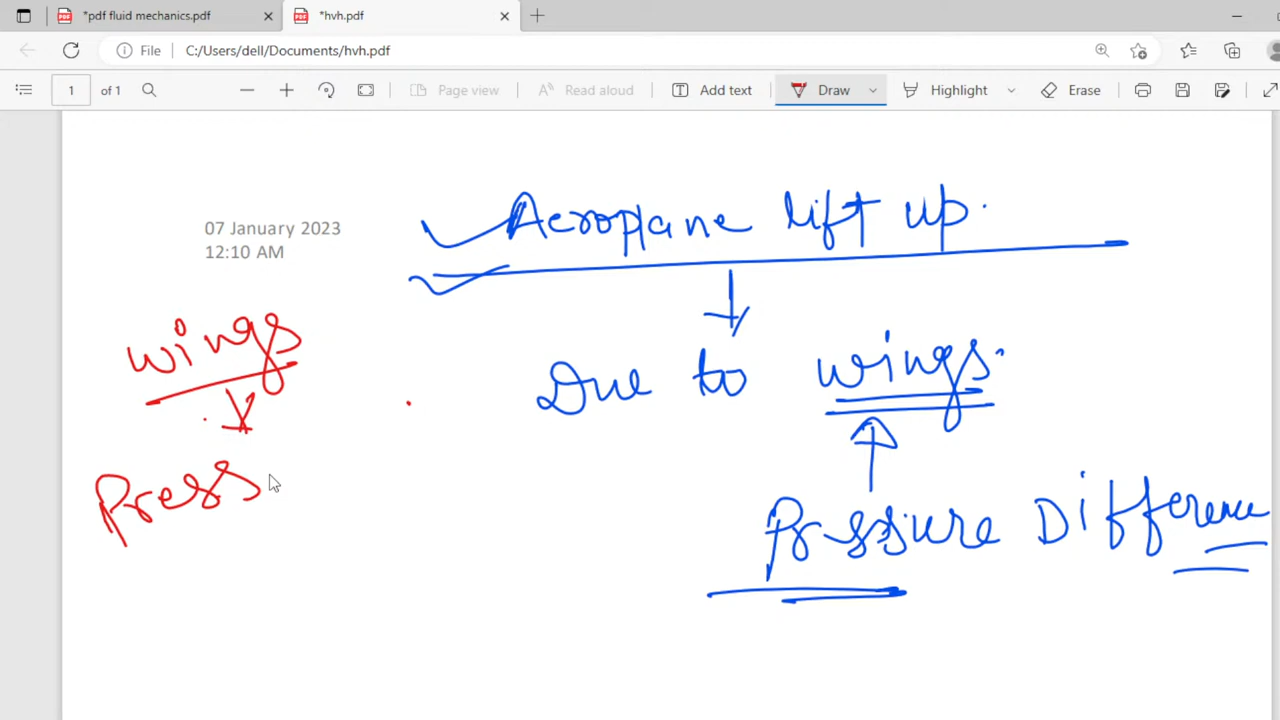 *pdf fluid mechanics.pdf
*hvh.pdf
File C:/Users/dell/Documents/hvh.pdf
1 of 1 Page view Read aloud Add text Draw Highlight Erase
Aeroplane lift up.
07 January 2023
12:10 AM
wings
Due to wings.
Press
Pressure Difference